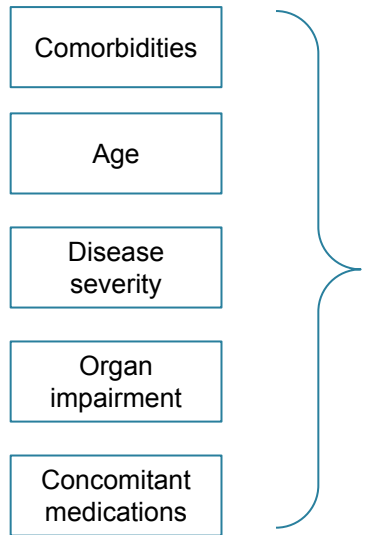 Comorbidities
Age
Disease
severity
Organ
impairment
Concomitant
medications